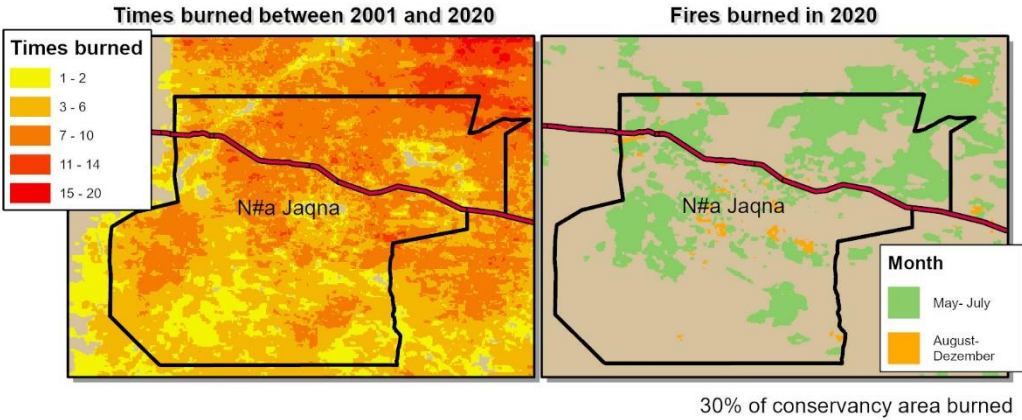 Times burned between 2001 and 2020
Times burned
1 - 2
3 - 6
7 - 10
11 - 14
15 - 20
N#a Jaqna
Fires burned in 2020
N#a Jaqna
Month
May- July
August-
Dezember
30% of conservancy area burned